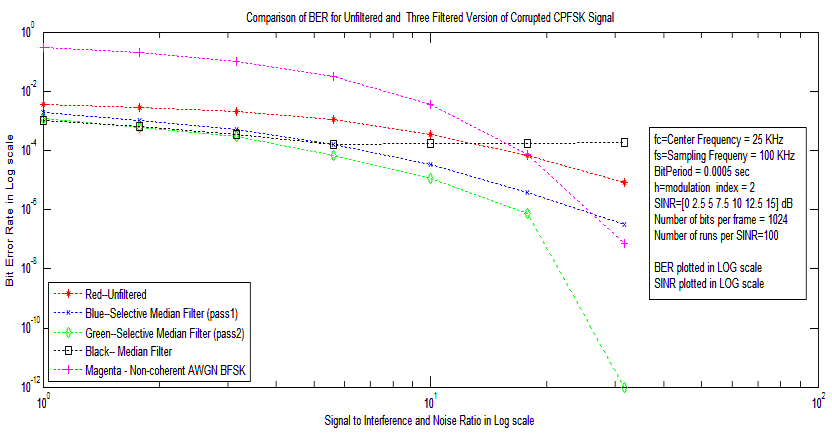 Comparison of BER for Unfiltered and Three Filtered Version of Corrupted CPFSK Signal
Bit Error Rate in Log scale
10^0
10^-2
10^-4
10^-6
10^-8
10^-10
10^-12
fc=Center Frequency = 25 KHz
fs=Sampling Frequeny = 100 KHz
BitPeriod = 0.0005 sec
h=modulation index = 2
SINR=[0 2.5 5 7.5 10 12.5 15] dB
Number of bits per frame = 1024
Number of runs per SINR=100
BER plotted in LOG scale
SINR plotted in LOG scale
Red--Unfiltered
Blue--Selective Median Filter (pass1)
Green--Selective Median Filter (pass2)
Black-- Median Filter
Magenta - Non-coherent AWGN BFSK
10^0
10^1
10^2
Signal to Interference and Noise Ratio in Log scale